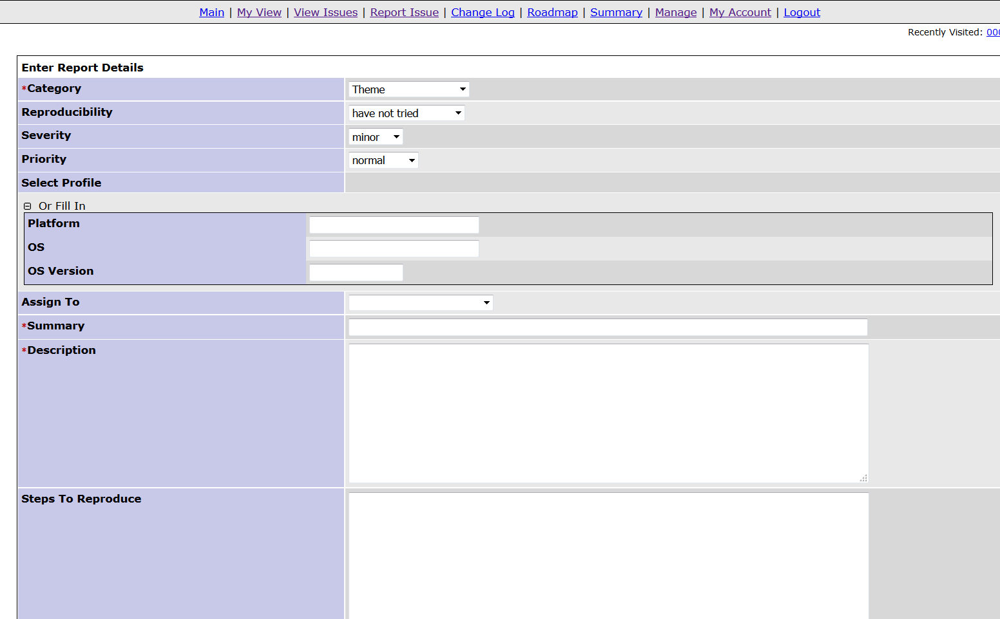 Main | My View | View Issues | Report Issue | Change Log | Roadmap | Summary | Manage | My Account | Logout
Recently Visited: 000
Enter Report Details
*Category Theme
Reproducibility have not tried
Severity minor
Priority normal
Select Profile
Or Fill In
Platform
OS
OS Version
Assign To
*Summary
*Description
Steps To Reproduce